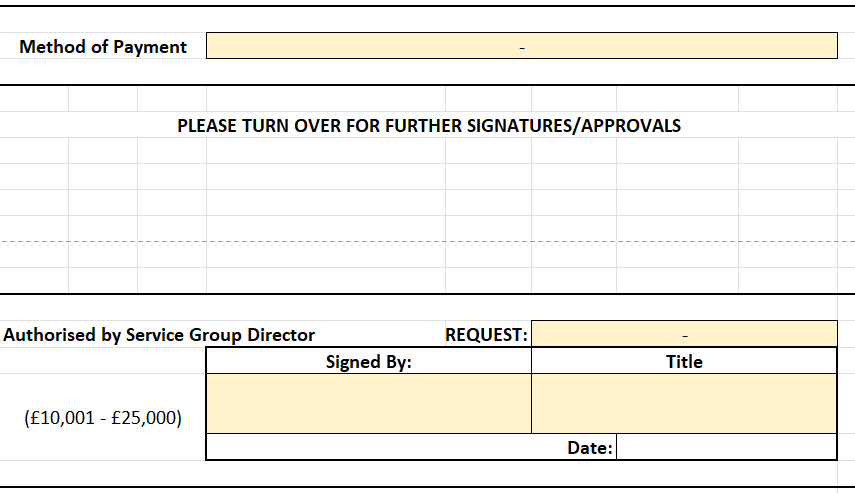 Method of Payment -
PLEASE TURN OVER FOR FURTHER SIGNATURES/APPROVALS
Authorised by Service Group Director REQUEST: -
Signed By: Title
(£10,001 - £25,000)
Date: